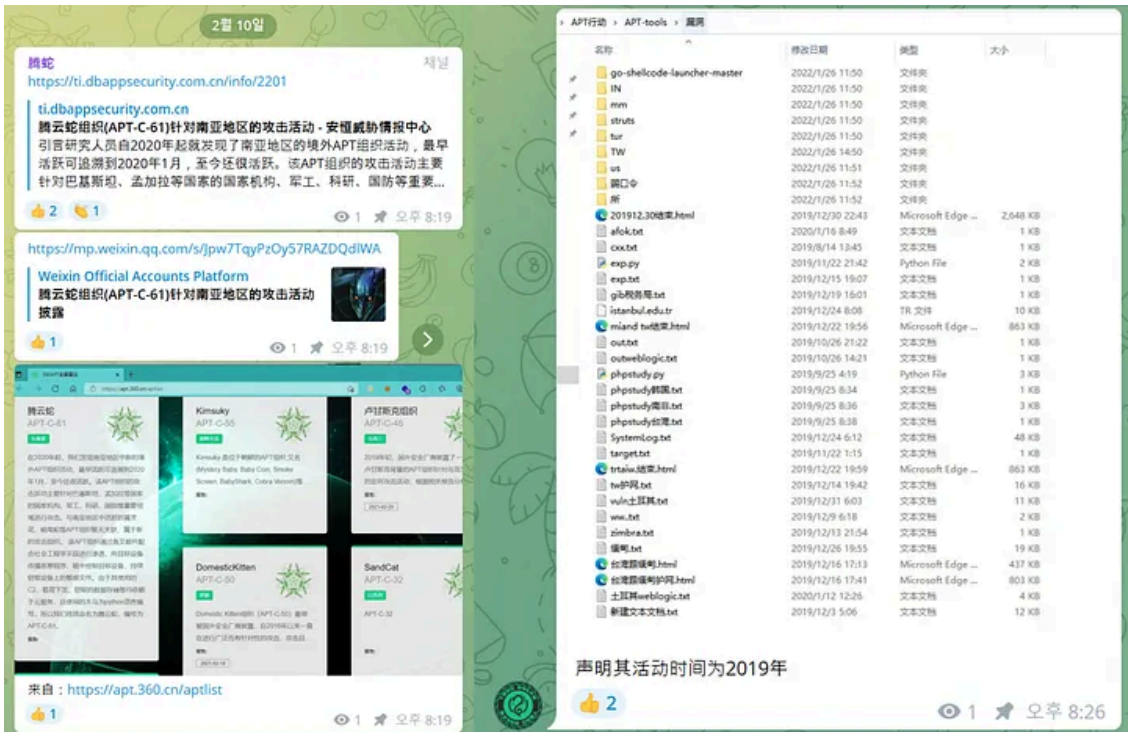 2월 10일
腾蛇
채널
https://ti.dbappsecurity.com.cn/info/2201
ti.dbappsecurity.com.cn
腾云蛇组织(APT-C-61)针对南亚地区的攻击活动 - 安恒威胁情报中心
引言研究人员自2020年起就发现了南亚地区的境外APT组织活动，最早
活跃可追溯到2020年1月，至今还很活跃。该APT组织的攻击活动主要
针对巴基斯坦、孟加拉等国家的国家机构、军工、科研、国防等重要...
👍 2 👏 1
1 오후 8:19
https://mp.weixin.qq.com/s/Jpw7TqyPzOy57RAZDQdlWA
Weixin Official Accounts Platform
腾云蛇组织(APT-C-61)针对南亚地区的攻击活动
披露
👍 1
1 오후 8:19
腾云蛇
APT-C-61
Kimsuky
APT-C-55
卢甘斯克组织
APT-C-46
DomesticKitten
APT-C-50
SandCat
APT-C-32
APT-C-32
来自：https://apt.360.cn/aptlist
👍 1
1 오후 8:19
APT行动 › APT-tools › 漏洞
名称 修改日期 类型 大小
go-shellcode-launcher-master 2022/1/26 11:50 文件夹
IN 2022/1/26 11:50 文件夹
mm 2022/1/26 11:50 文件夹
struts 2022/1/26 11:50 文件夹
tur 2022/1/26 11:50 文件夹
TW 2022/1/26 14:50 文件夹
us 2022/1/26 11:51 文件夹
弱口令 2022/1/26 11:52 文件夹
所 2022/1/26 11:52 文件夹
201912.30结束.html 2019/12/30 22:43 Microsoft Edge ... 2,648 KB
afok.txt 2020/1/16 8:49 文本文档 1 KB
cxx.txt 2019/8/14 13:45 文本文档 1 KB
exp.py 2019/11/22 21:42 Python File 2 KB
exp.txt 2019/12/15 19:07 文本文档 1 KB
gib税务局.txt 2019/12/19 16:01 文本文档 1 KB
istanbul.edu.tr 2019/12/24 8:08 TR 文件 10 KB
miand tw结束.html 2019/12/22 19:56 Microsoft Edge ... 863 KB
out.txt 2019/10/26 21:22 文本文档 1 KB
outweblogic.txt 2019/10/26 14:21 文本文档 1 KB
phpstudy.py 2019/9/25 4:19 Python File 3 KB
phpstudy韩国.txt 2019/9/25 8:34 文本文档 1 KB
phpstudy南非.txt 2019/9/25 8:36 文本文档 3 KB
phpstudy台湾.txt 2019/9/25 8:38 文本文档 1 KB
SystemLog.txt 2019/12/24 6:12 文本文档 48 KB
target.txt 2019/11/22 1:15 文本文档 1 KB
trtaiw.结束.html 2019/12/22 19:59 Microsoft Edge ... 863 KB
tw护网.txt 2019/12/14 19:42 文本文档 16 KB
vuln土耳其.txt 2019/12/31 6:03 文本文档 11 KB
ww.txt 2019/12/9 6:18 文本文档 2 KB
zimbra.txt 2019/12/13 21:54 文本文档 1 KB
缅甸.txt 2019/12/26 19:55 文本文档 19 KB
台湾跟缅甸.html 2019/12/16 17:13 Microsoft Edge ... 437 KB
台湾跟缅甸护网.html 2019/12/16 17:41 Microsoft Edge ... 803 KB
土耳其weblogic.txt 2020/1/12 12:26 文本文档 4 KB
新建文本文档.txt 2019/12/3 5:06 文本文档 12 KB
声明其活动时间为2019年
👍 2
1 오후 8:26